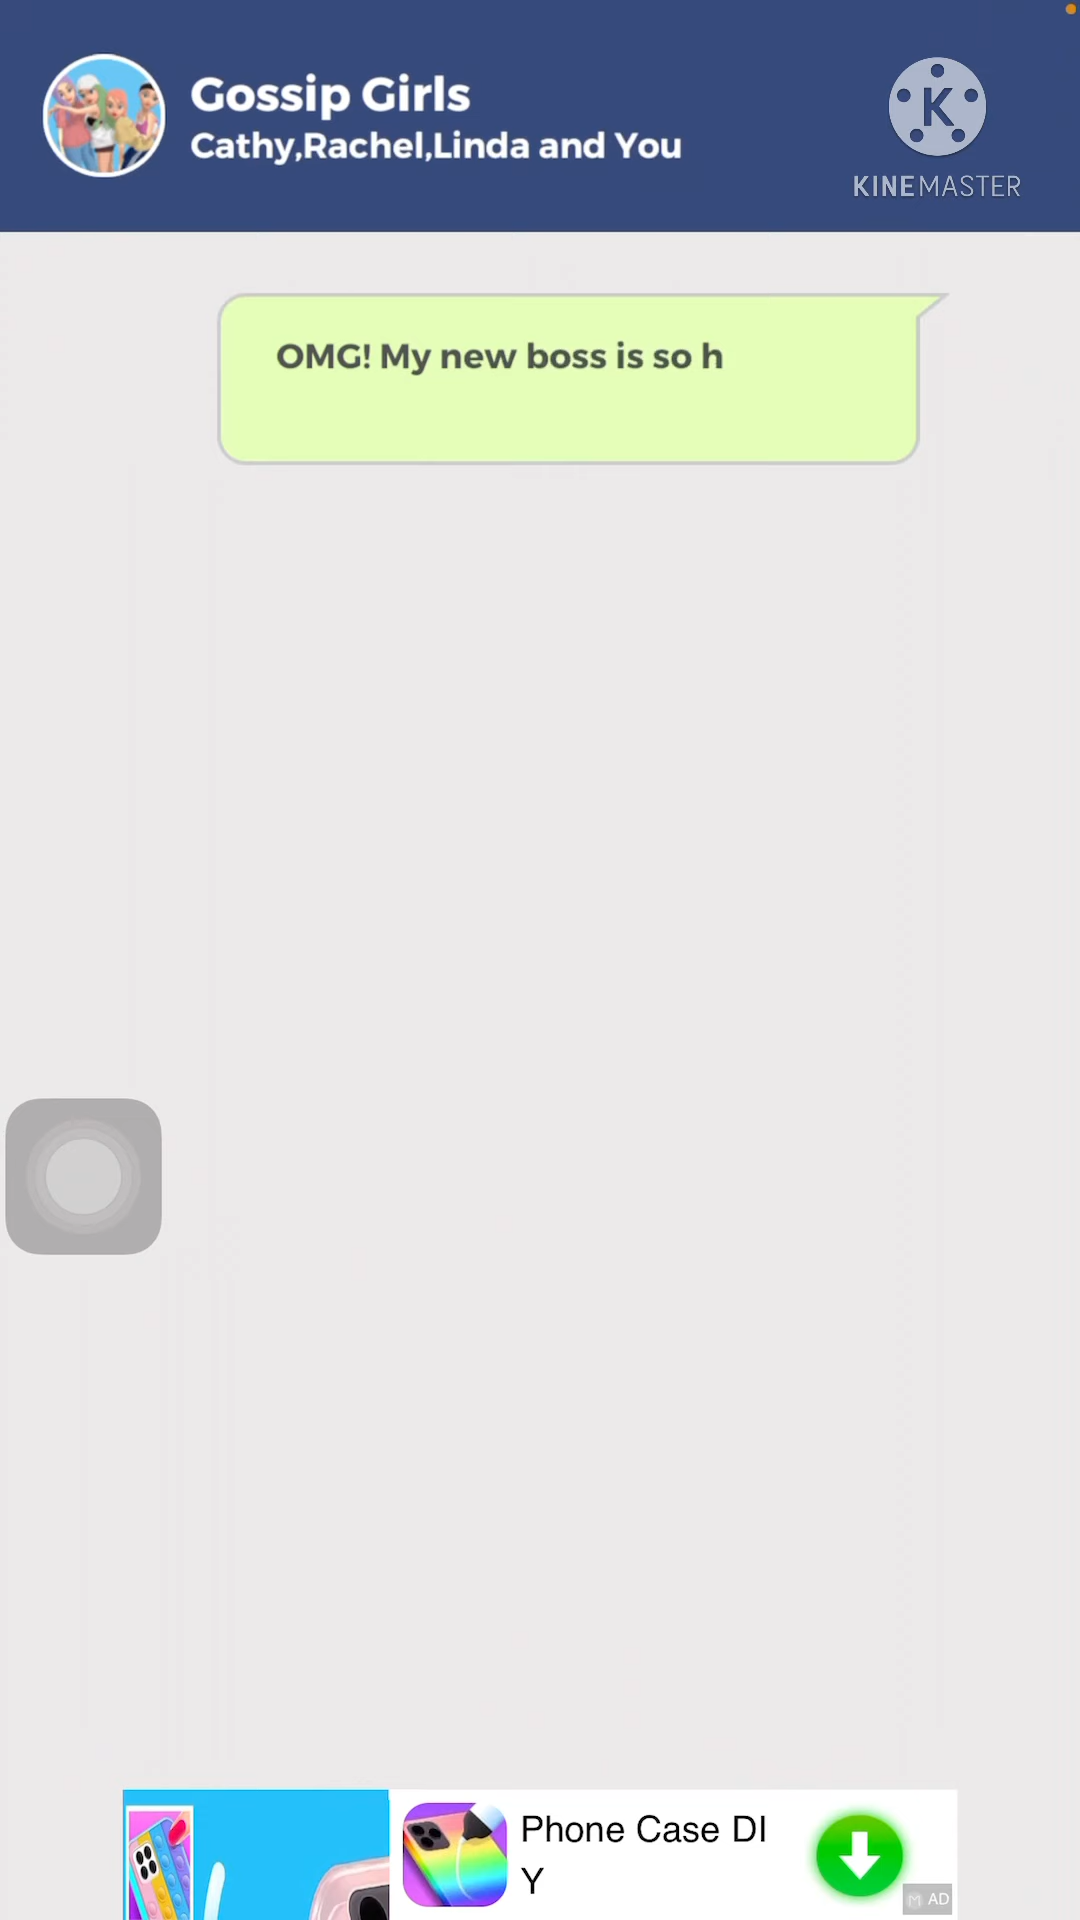 Gossip Girls
Cathy,Rachel,Linda and You
K
KINEMASTER
OMG! My new boss is so h
Phone Case DI
Y
AD